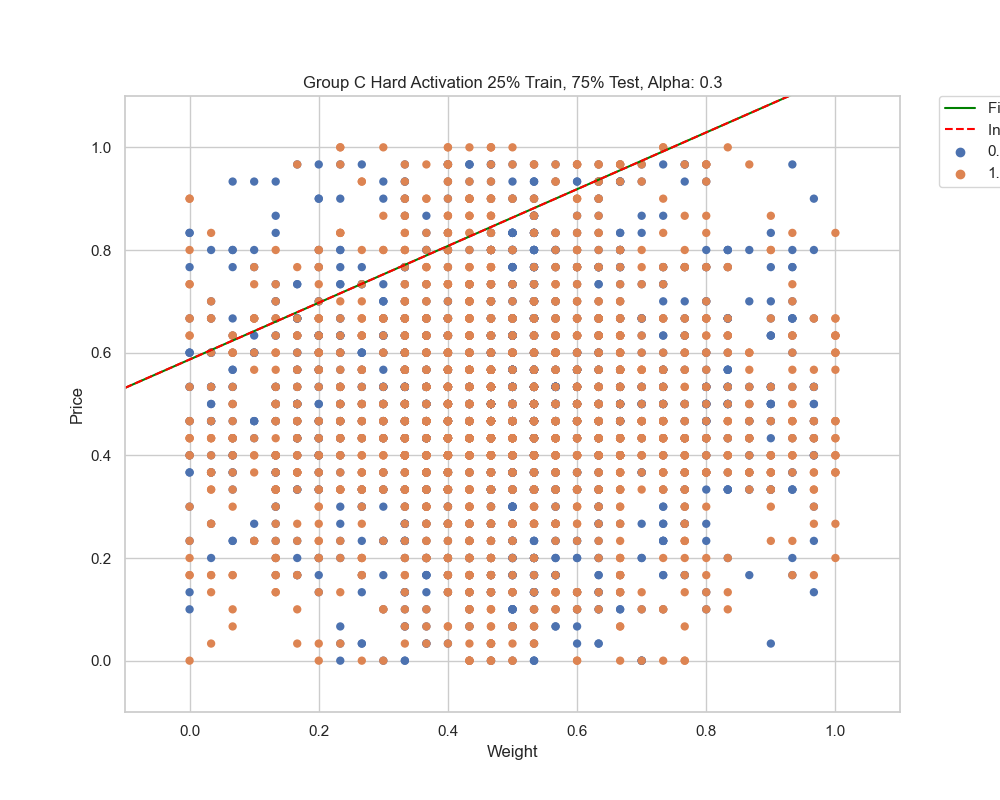 Group C Hard Activation 25% Train, 75% Test, Alpha: 0.3
Fi
In
0.
1.
1.0
0.8
0.6
0.4
0.2
0.0
Price
0.0 0.2 0.4 0.6 0.8 1.0
Weight